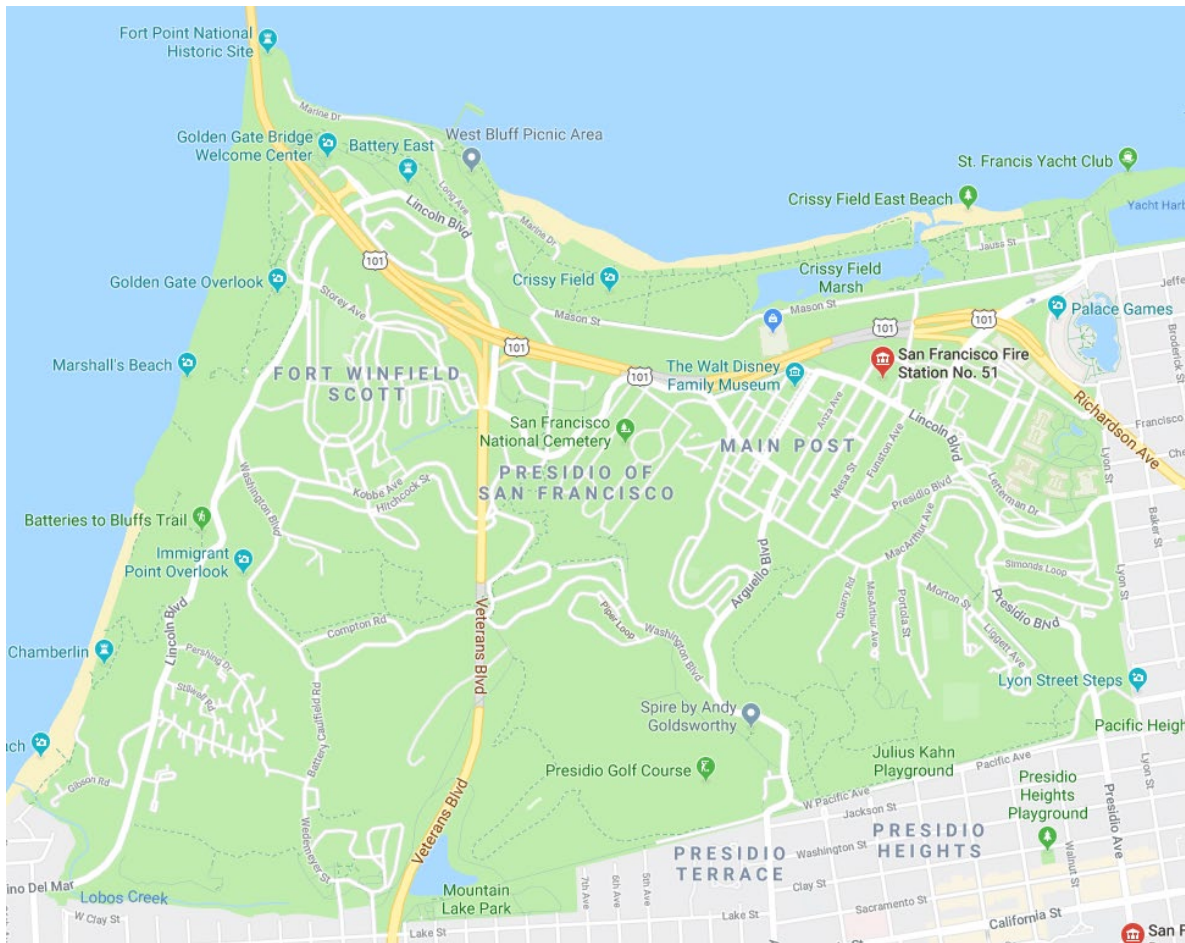 Fort Point National
Historic Site
Marine Dr
Golden Gate Bridge
Welcome Center
Battery East
West Bluff Picnic Area
St. Francis Yacht Club
Crissy Field East Beach
Yacht Harb
Long Ave
Lincoln Blvd
Marine Dr
Jauss St
101
Golden Gate Overlook
Crissy Field
Crissy Field
Marsh
Mason St
Jeffe
Storey Ave
Mason St
Palace Games
101
101
Broderick St
101
Marshall's Beach
The Walt Disney
Family Museum
San Francisco Fire
Station No. 51
FORT WINFIELD
SCOTT
101
Richardson Ave
Anza Ave
Lincoln Blvd
Francisco
San Francisco
National Cemetery
MAIN POST
Funston Ave
Mesa St
Lyon St
Che
PRESIDIO OF
SAN FRANCISCO
Washington Blvd
Kobbe Ave
Hitchcock St
Presidio Blvd
Letterman Dr
Baker St
Batteries to Bluffs Trail
MacArthur Ave
Immigrant
Point Overlook
Arguello Blvd
Simonds Loop
Lyon St
Lincoln Blvd
Compton Rd
Veterans Blvd
Piper Loop
Washington Blvd
Quarry Rd
MacArthur Ave
Portola St
Morton St
Presidio Blvd
Liggett Ave
Chamberlin
Pershing Dr
Stilwell Rd
Lyon Street Steps
Battery Caulfield Rd
Spire by Andy
Goldsworthy
Pacific Heigh
ch
Gibson Rd
Julius Kahn
Playground
Pacific Ave
Lyon St
Presidio Golf Course
Presidio
Heights
Playground
W Pacific Ave
Jackson St
Presidio Ave
Veterans Blvd
Wedemeyer St
PRESIDIO
HEIGHTS
Washington St
PRESIDIO
TERRACE
Walnut St
ino Del Mar
Lobos Creek
Mountain
Lake Park
7th Ave
6th Ave
5th Ave
Clay St
Sacramento St
W Clay St
Lake St
Lake St
California St
San F